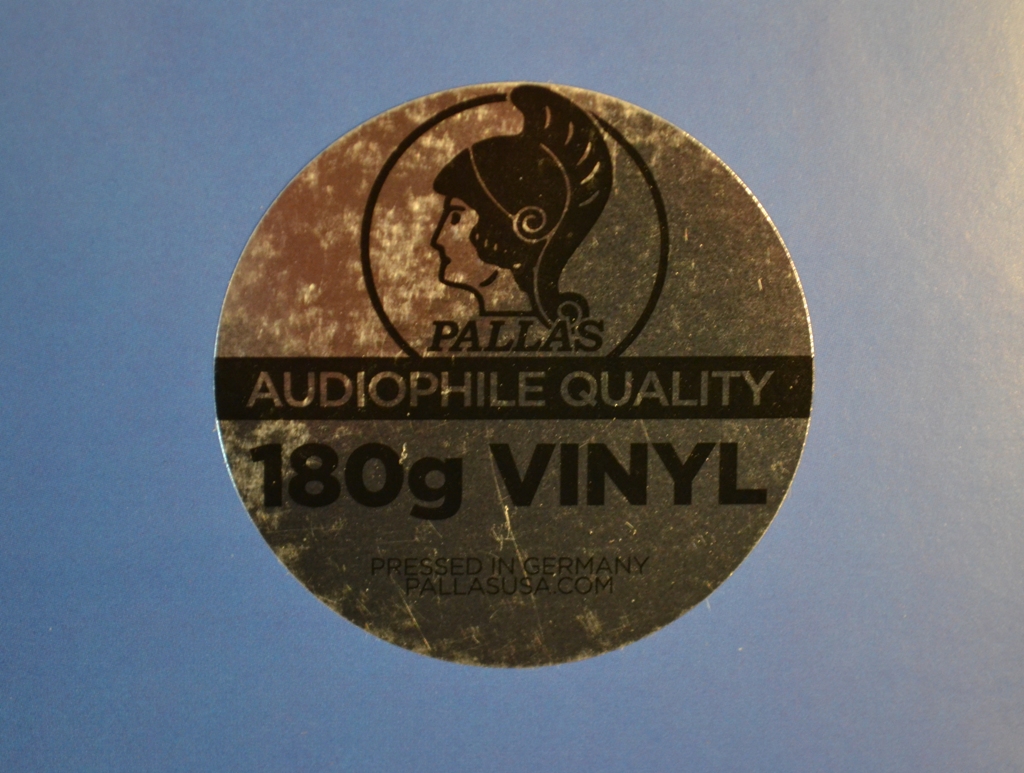 PALLAS
AUDIOPHILE QUALITY
180g VINYL
PRESSED IN GERMANY
PALLASUSA.COM